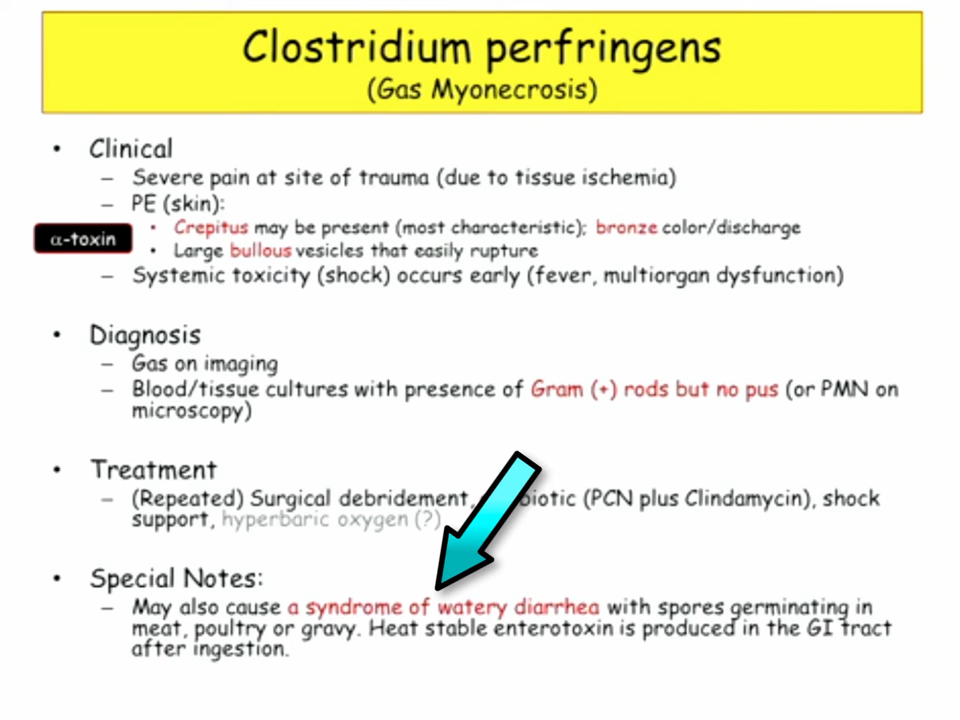 Clostridium perfringens
(Gas Myonecrosis)
• Clinical
– Severe pain at site of trauma (due to tissue ischemia)
– PE (skin):
• Crepitus may be present (most characteristic); bronze color/discharge
α-toxin
• Large bullous vesicles that easily rupture
– Systemic toxicity (shock) occurs early (fever, multiorgan dysfunction)
• Diagnosis
– Gas on imaging
– Blood/tissue cultures with presence of Gram (+) rods but no pus (or PMN on
microscopy)
• Treatment
– (Repeated) Surgical debridement, (PCN plus Clindamycin), shock
support, hyperbaric oxygen (?)
• Special Notes:
– May also cause a syndrome of watery diarrhea with spores germinating in
meat, poultry or gravy. Heat stable enterotoxin is produced in the GI tract
after ingestion.